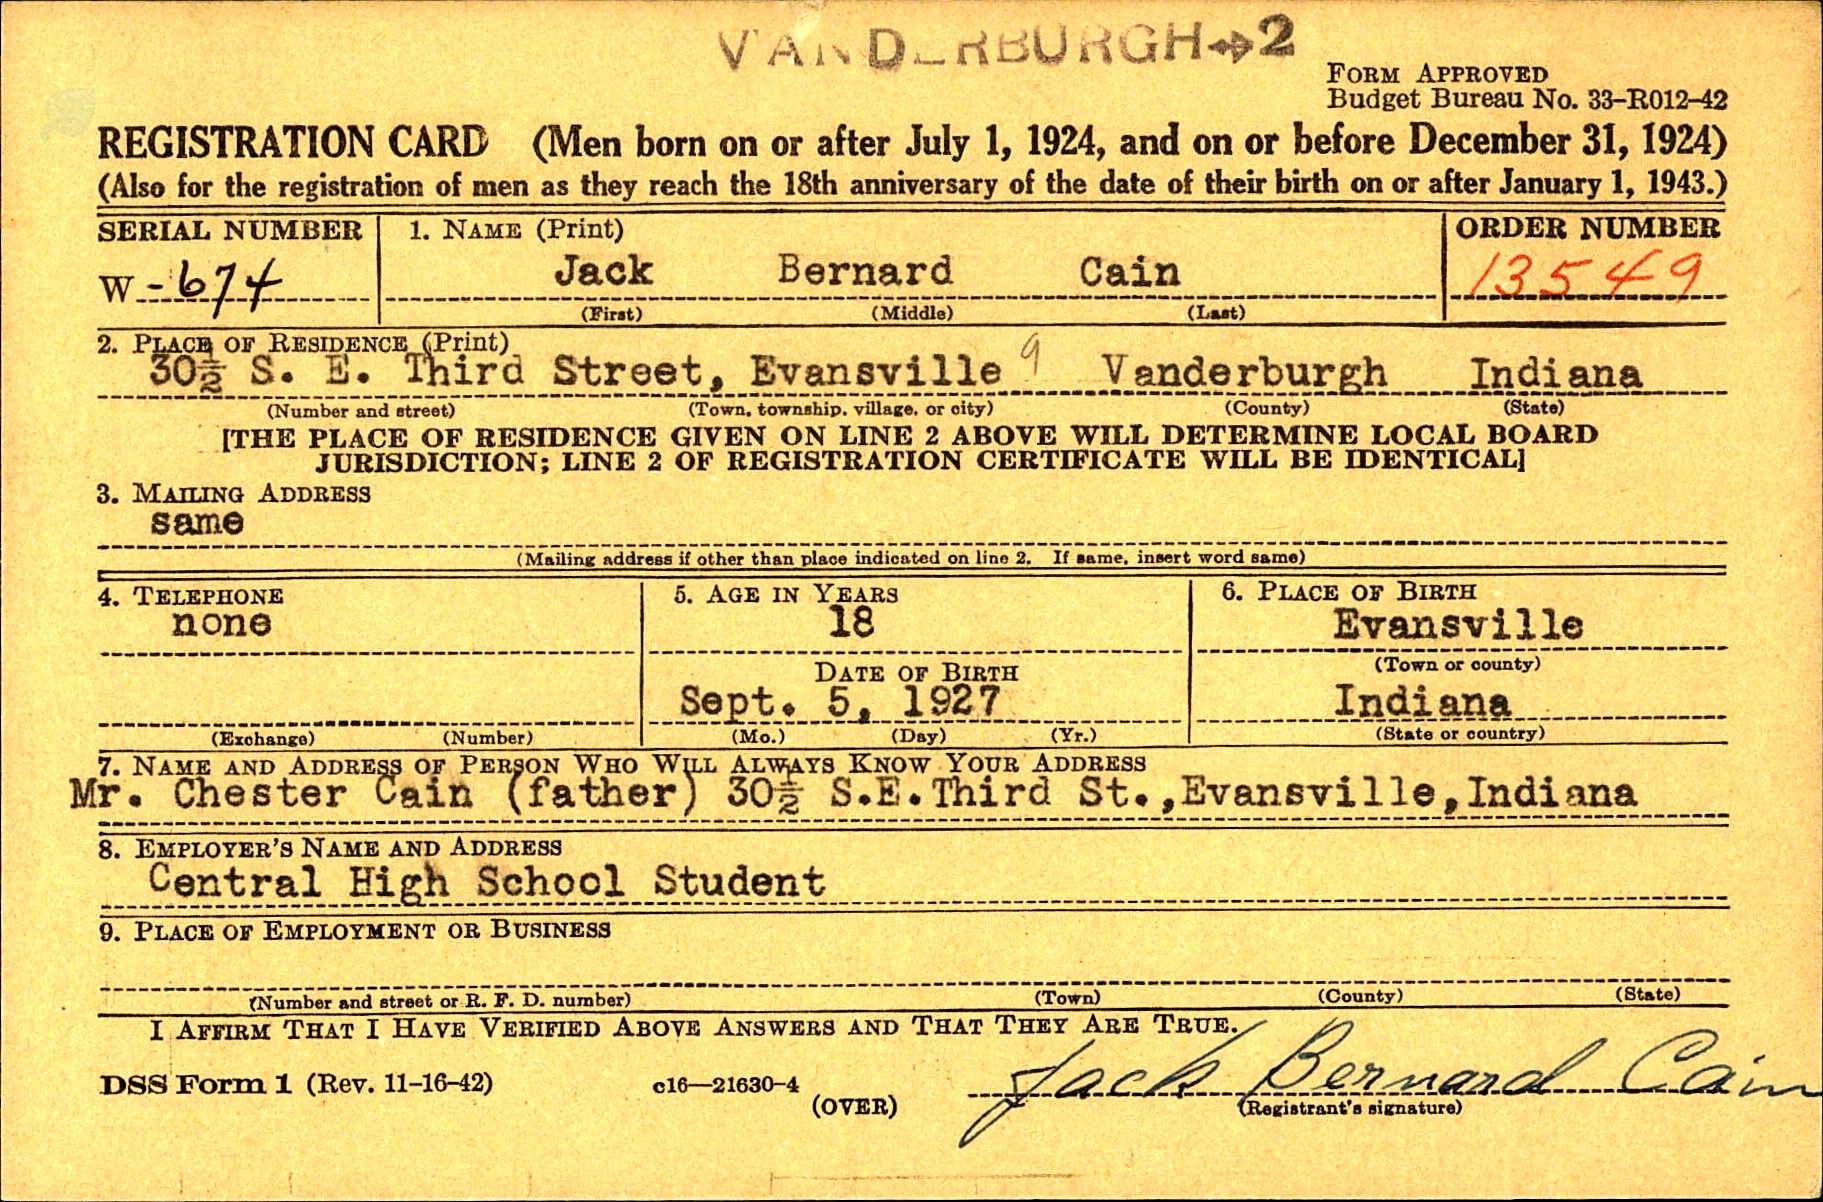 VANDERBURGH 2
FORM APPROVED
Budget Bureau No. 33–R012–42
REGISTRATION CARD (Men born on or after July 1, 1924, and on or before December 31, 1924)
(Also for the registration of men as they reach the 18th anniversary of the date of their birth on or after January 1, 1943.)
SERIAL NUMBER 1. NAME (Print) ORDER NUMBER
W -674 Jack Bernard Cain 13549
(First) (Middle) (Last)
2. PLACE OF RESIDENCE (Print)
30½ S. E. Third Street, Evansville 9 Vanderburgh Indiana
(Number and street) (Town, township, village, or city) (County) (State)
[THE PLACE OF RESIDENCE GIVEN ON LINE 2 ABOVE WILL DETERMINE LOCAL BOARD
JURISDICTION; LINE 2 OF REGISTRATION CERTIFICATE WILL BE IDENTICAL]
3. MAILING ADDRESS
same
(Mailing address if other than place indicated on line 2. If same, insert word same)
4. TELEPHONE 5. AGE IN YEARS 6. PLACE OF BIRTH
none 18 Evansville
(Town or county)
DATE OF BIRTH
Sept. 5, 1927 Indiana
(Exchange) (Number) (Mo.) (Day) (Yr.) (State or country)
7. NAME AND ADDRESS OF PERSON WHO WILL ALWAYS KNOW YOUR ADDRESS
Mr. Chester Cain (father) 30½ S.E.Third St.,Evansville,Indiana
8. EMPLOYER'S NAME AND ADDRESS
Central High School Student
9. PLACE OF EMPLOYMENT OR BUSINESS
(Number and street or R. F. D. number) (Town) (County) (State)
I AFFIRM THAT I HAVE VERIFIED ABOVE ANSWERS AND THAT THEY ARE TRUE.
DSS Form 1 (Rev. 11–16–42) c16—21630-4 Jack Bernard Cain
(OVER) (Registrant's signature)